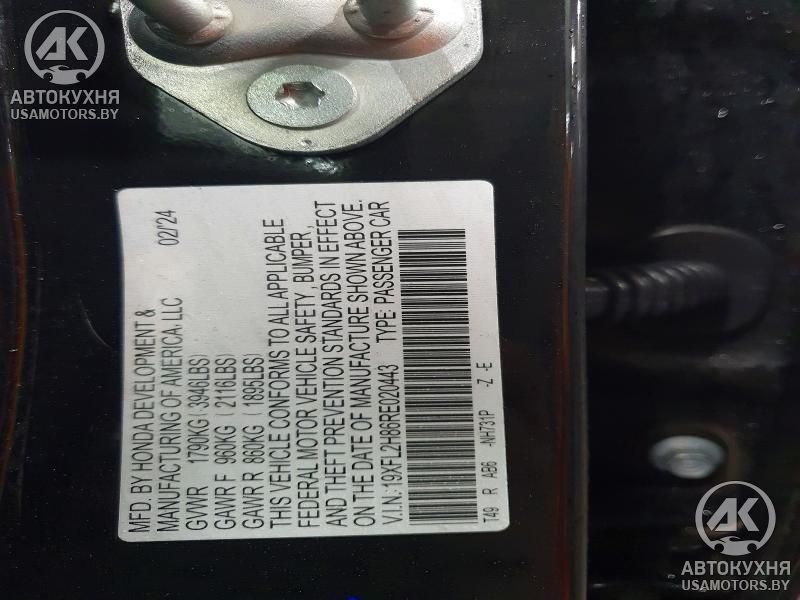 AK
АВТОКУХНЯ
USAMOTORS.BY
MFD. BY HONDA DEVELOPMENT &
MANUFACTURING OF AMERICA, LLC 02/'24
GVWR 1790KG ( 3946LBS)
GAWR F 960KG ( 2116LBS)
GAWR R 860KG ( 1895LBS)
THIS VEHICLE CONFORMS TO ALL APPLICABLE
FEDERAL MOTOR VEHICLE SAFETY, BUMPER,
AND THEFT PREVENTION STANDARDS IN EFFECT
ON THE DATE OF MANUFACTURE SHOWN ABOVE.
V.I.N.: 19XFL2H86RE020443 TYPE: PASSENGER CAR
T49 R AB6 -NH731P -Z -E
AK
АВТОКУХНЯ
USAMOTORS.BY